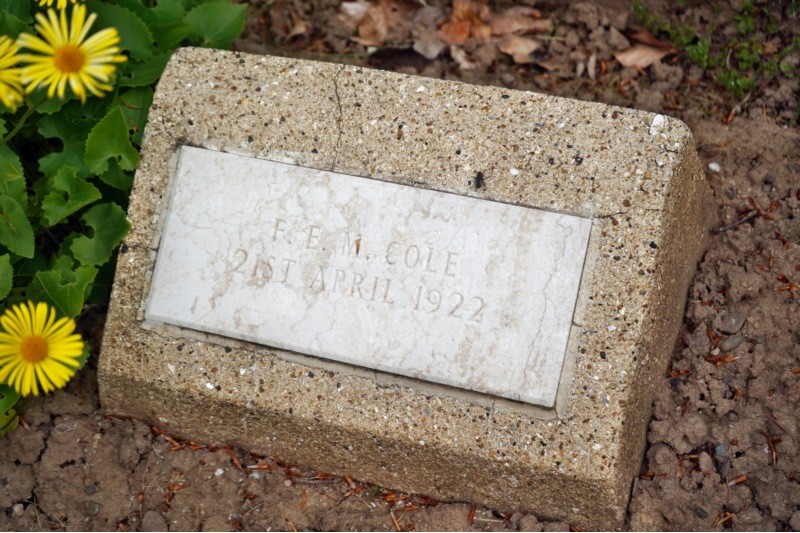 F. E. M. COLE
21ST APRIL 1922